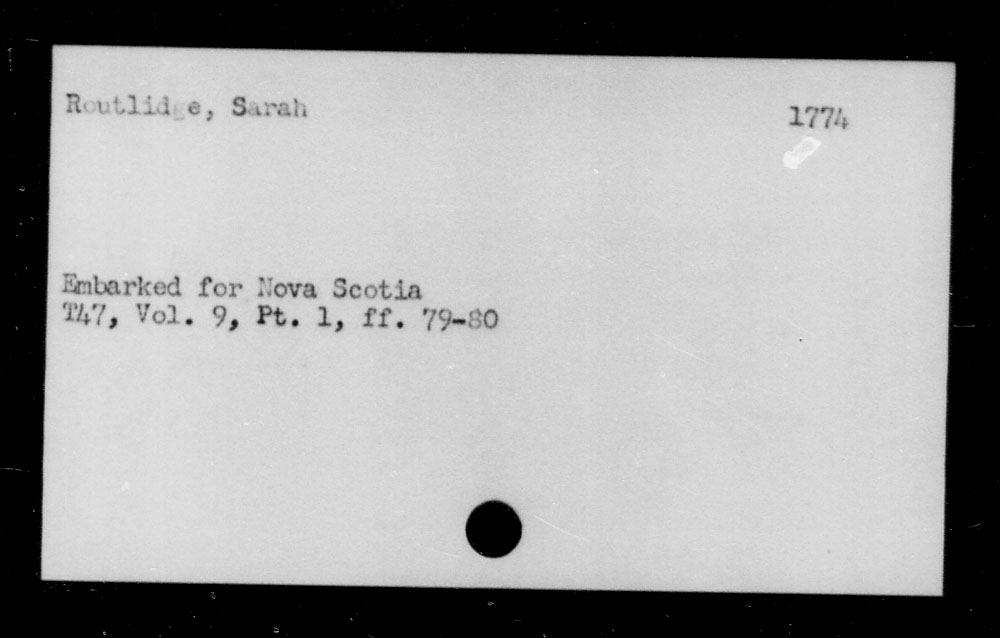 Routlidge, Sarah 1774
Embarked for Nova Scotia
T47, Vol. 9, Pt. 1, ff. 79-80